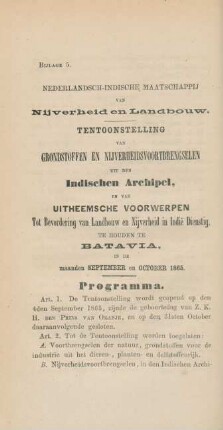 BIJLAGE 5.
NEDERLANDSCH-INDISCHE MAATSCHAPPIJ
VAN
Nijverheid en Landbouw.
TENTOONSTELLING
VAN
GRONDSTOFFEN EN NIJVERHEIDSVOORTBRENGSELEN
UIT DEN
Indischen Archipel,
EN VAN
UITHEEMSCHE VOORWERPEN
Tot Bevordering van Landbouw en Nijverheid in Indië Dienstig,
TE HOUDEN TE
BATAVIA,
IN DE
maanden SEPTEMBER en OCTOBER 1865.
Programma.
Art. 1. De Tentoonstelling wordt geopend op den
4den September 1865, zijnde de geboortedag van Z. K.
H. DEN PRINS VAN ORANJE, en op den 31sten October
daaraanvolgende gesloten.
Art. 2. Tot de Tentoonstelling worden toegelaten:
A. Voortbrengselen der natuur, grondstoffen voor de
industrie uit het dieren-, planten- en delfstoffenrijk.
B. Nijverheidsvoortbrengselen, in den Indischen Archi-